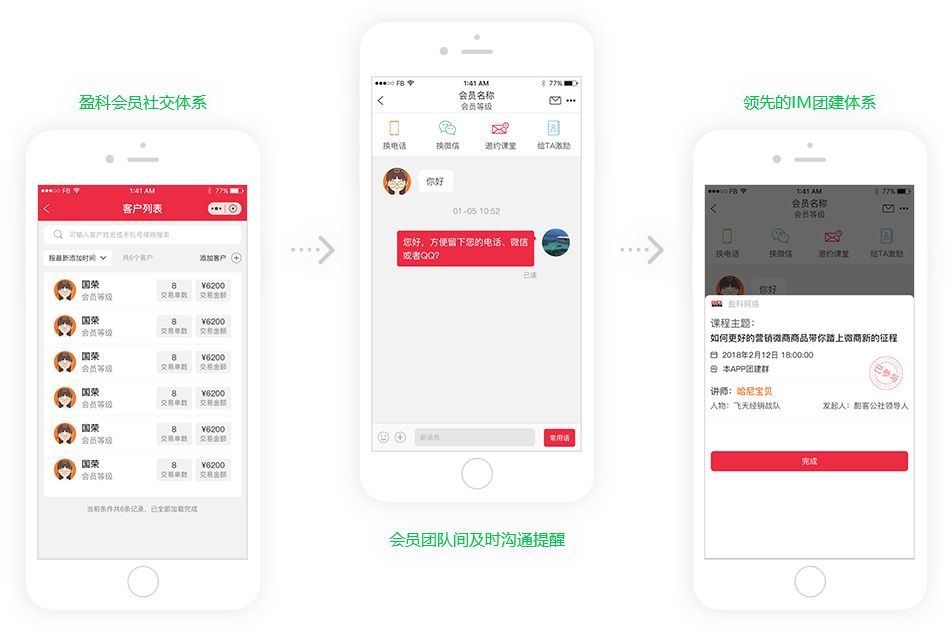 盈科会员社交体系
FB
1:41 AM
77%
客户列表
可输入客户姓名或手机号模糊搜索
按最新添加时间
共6个客户
添加客户
国荣
会员等级
8
交易单数
¥6200
交易金额
国荣
会员等级
8
交易单数
¥6200
交易金额
国荣
会员等级
8
交易单数
¥6200
交易金额
国荣
会员等级
8
交易单数
¥6200
交易金额
国荣
会员等级
8
交易单数
¥6200
交易金额
国荣
会员等级
8
交易单数
¥6200
交易金额
当前条件共6条记录，已全部加载完成
FB
1:41 AM
77%
会员名称
会员等级
换电话
换微信
邀约课堂
给TA激励
你好
01-05 10:52
您好，方便留下您的电话、微信
或者QQ?
已读
新消息
常用语
会员团队间及时沟通提醒
领先的IM团建体系
FB
1:41 AM
77%
会员名称
会员等级
换电话
换微信
邀约课堂
给TA激励
你好
盈科网络
课程主题：
如何更好的营销微商商品带你踏上微商新的征程
2018年2月12日 18:00:00
本APP团建群
已参与
讲师：哈尼宝贝
人物：飞天经销战队
发起人：酣客公社领导人
完成